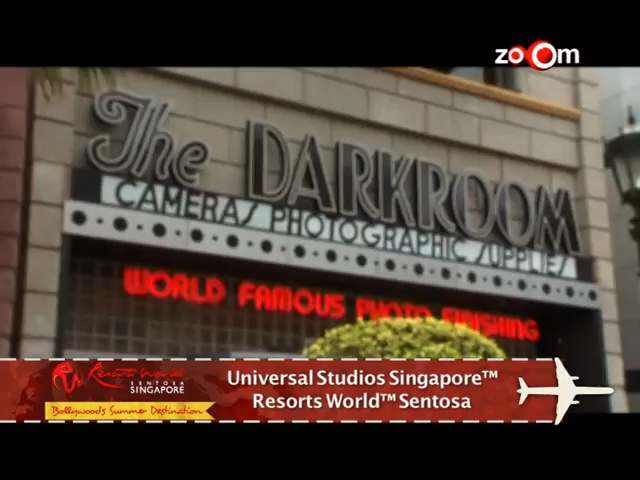 zoom
The DARKROOM
CAMERAS PHOTOGRAPHIC SUPPLIES
WORLD FAMOUS PHOTO FINISHING
Resorts World
SENTOSA
SINGAPORE
Bollywood's Summer Destination
Universal Studios Singapore™
Resorts World™ Sentosa